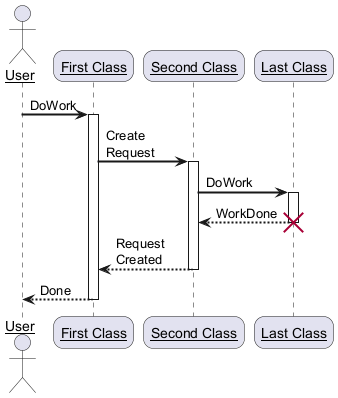 User
First Class
Second Class
Last Class
DoWork
Create
Request
DoWork
WorkDone
Request
Created
Done
User
First Class
Second Class
Last Class